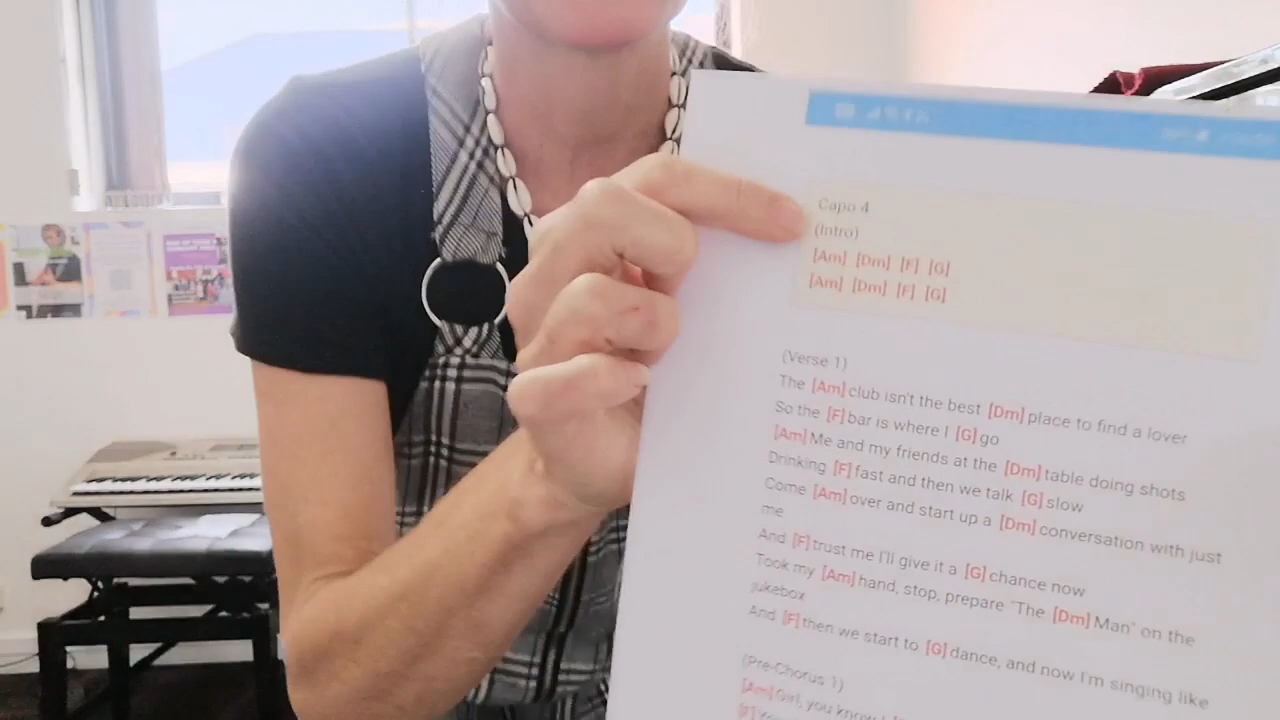 Capo 4
(Intro)
[Am] [Dm] [F] [G]
[Am] [Dm] [F] [G]
(Verse 1)
The [Am] club isn't the best [Dm] place to find a lover
So the [F] bar is where I [G] go
[Am] Me and my friends at the [Dm] table doing shots
Drinking [F] fast and then we talk [G] slow
Come [Am] over and start up a [Dm] conversation with just
me
And [F] trust me I'll give it a [G] chance now
Took my [Am] hand, stop, prepare "The [Dm] Man" on the
jukebox
And [F] then we start to [G] dance, and now I'm singing like
(Pre-Chorus 1)
[Am] Girl, you know I
[F]